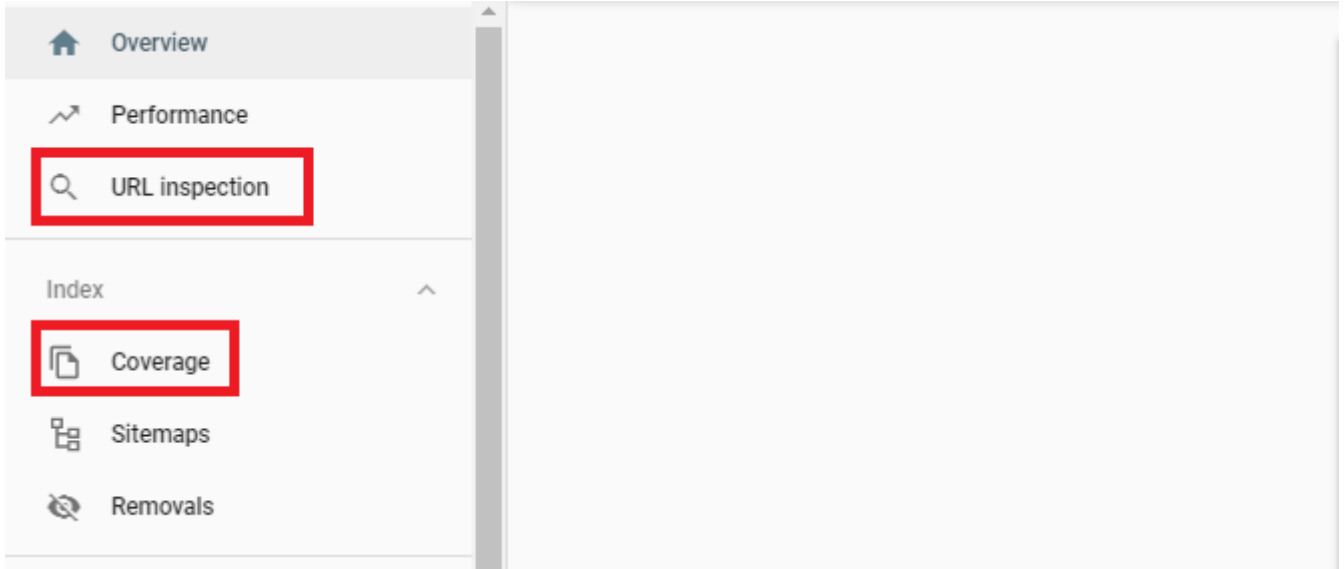 Overview
Performance
URL inspection
Index
Coverage
Sitemaps
Removals